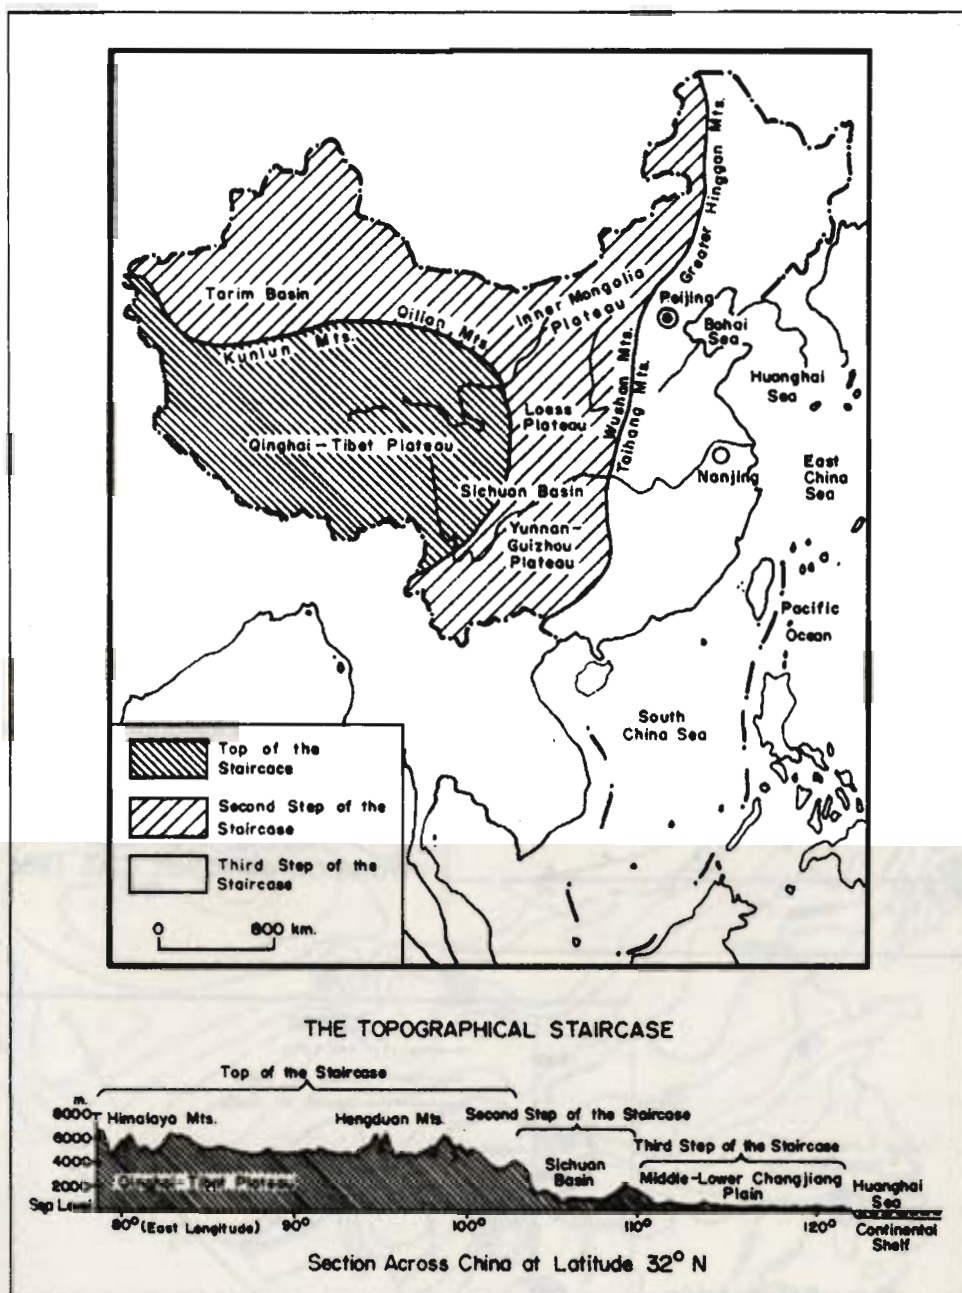 Greater Hinggan Mts.
Tarim Basin
Qilian Mts.
Inner Mongolia
Plateau
Beijing
Bohai
Sea
Kunlun Mts.
Wushan Mts.
Taihang Mts.
Huanghai
Sea
Loess
Plateau
Qinghai-Tibet Plateau
Nanjing
East
China
Sea
Sichuan Basin
Yunnan-
Guizhou
Plateau
Pacific
Ocean
South
China Sea
Top of the
Staircace
Second Step of the
Staircase
Third Step of the
Staircase
0 600 km.
THE TOPOGRAPHICAL STAIRCASE
Top of the Staircase
m.
8000
Himalaya Mts.
Hengduan Mts.
Second Step of the Staircase
6000
Third Step of the Staircase
4000
Sichuan
Basin
Middle-Lower Changjiang
Plain
Qinghai-Tibet Plateau
2000
Huanghai
Sea
Sea Level
80° (East Longitude) 90° 100° 110° 120°
Continental
Shelf
Section Across China at Latitude 32° N